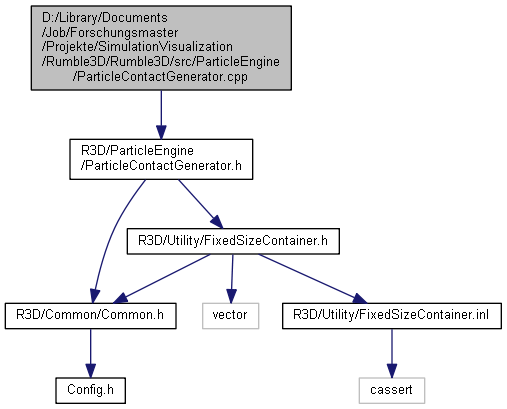 D:/Library/Documents
/Job/Forschungsmaster
/Projekte/SimulationVisualization
/Rumble3D/Rumble3D/src/ParticleEngine
/ParticleContactGenerator.cpp
R3D/ParticleEngine
/ParticleContactGenerator.h
R3D/Utility/FixedSizeContainer.h
R3D/Common/Common.h
vector
R3D/Utility/FixedSizeContainer.inl
Config.h
cassert